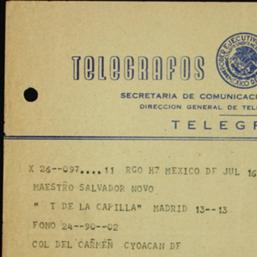 TELEGRAFOS
SECRETARIA DE COMUNICAC
DIRECCION GENERAL DE TEL
TELEGR
X 26--097....11 RGO H7 MEXICO DF JUL 16
MAESTRO SALVADOR NOVO
" T DE LA CAPILLA" MADRID 13--13
FONO 24--90--02
COL DEL CARMEN CYOACAN DF